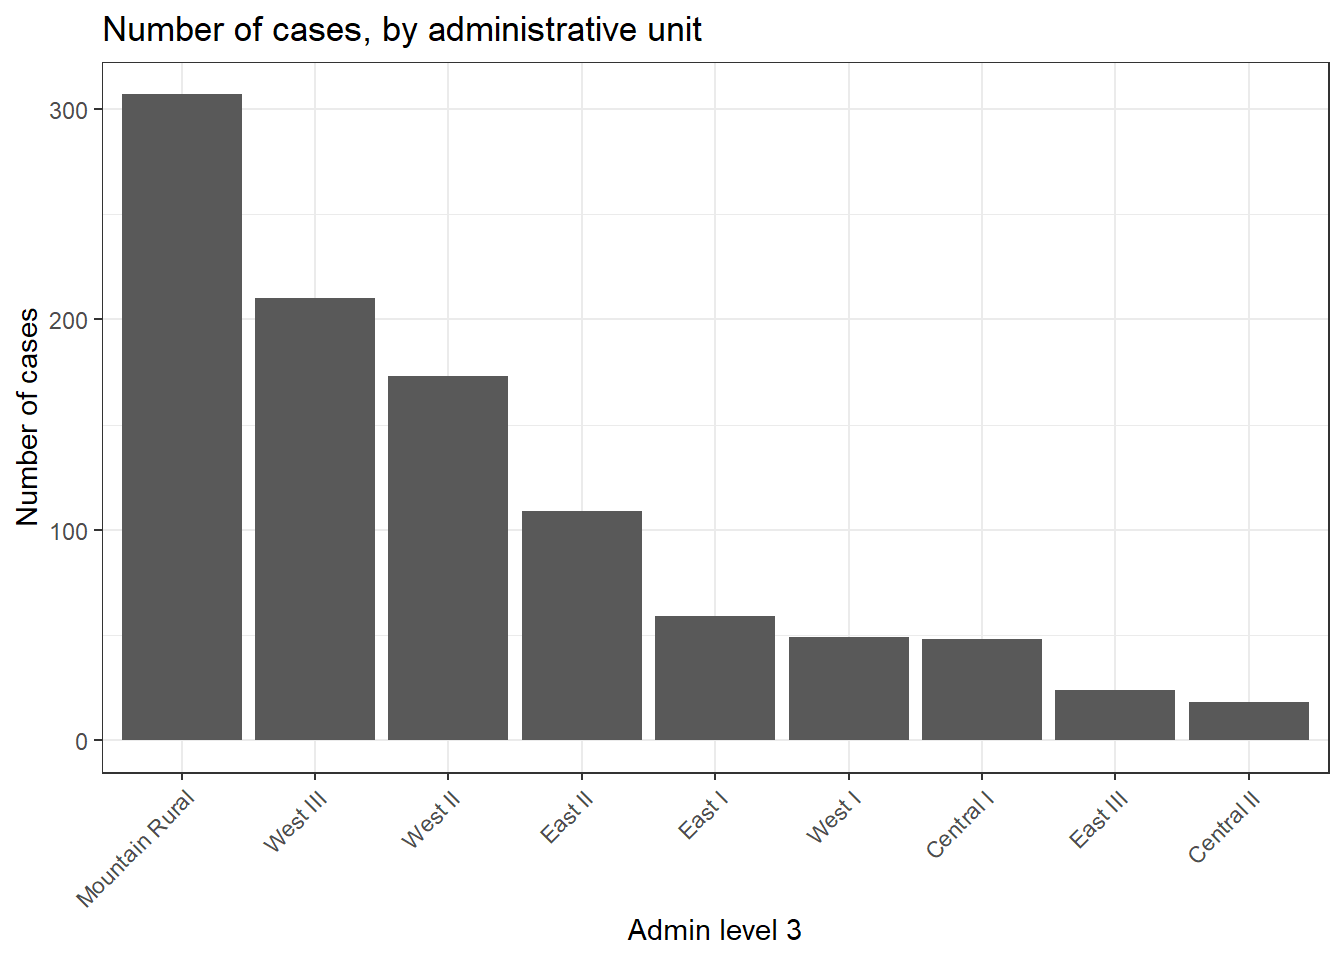 Number of cases, by administrative unit
Number of cases
300
200
100
0
Mountain Rural
West III
West II
East II
East I
West I
Central I
East III
Central II
Admin level 3